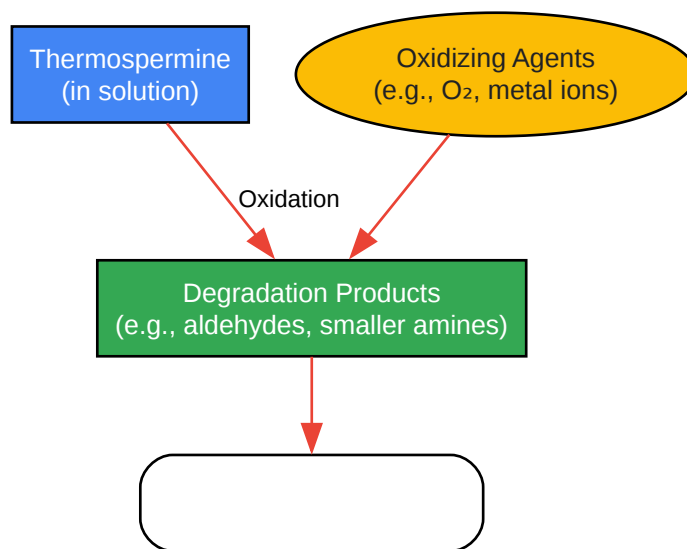 Thermospermine
(in solution)
Oxidizing Agents
(e.g., O₂, metal ions)
Oxidation
Degradation Products
(e.g., aldehydes, smaller amines)